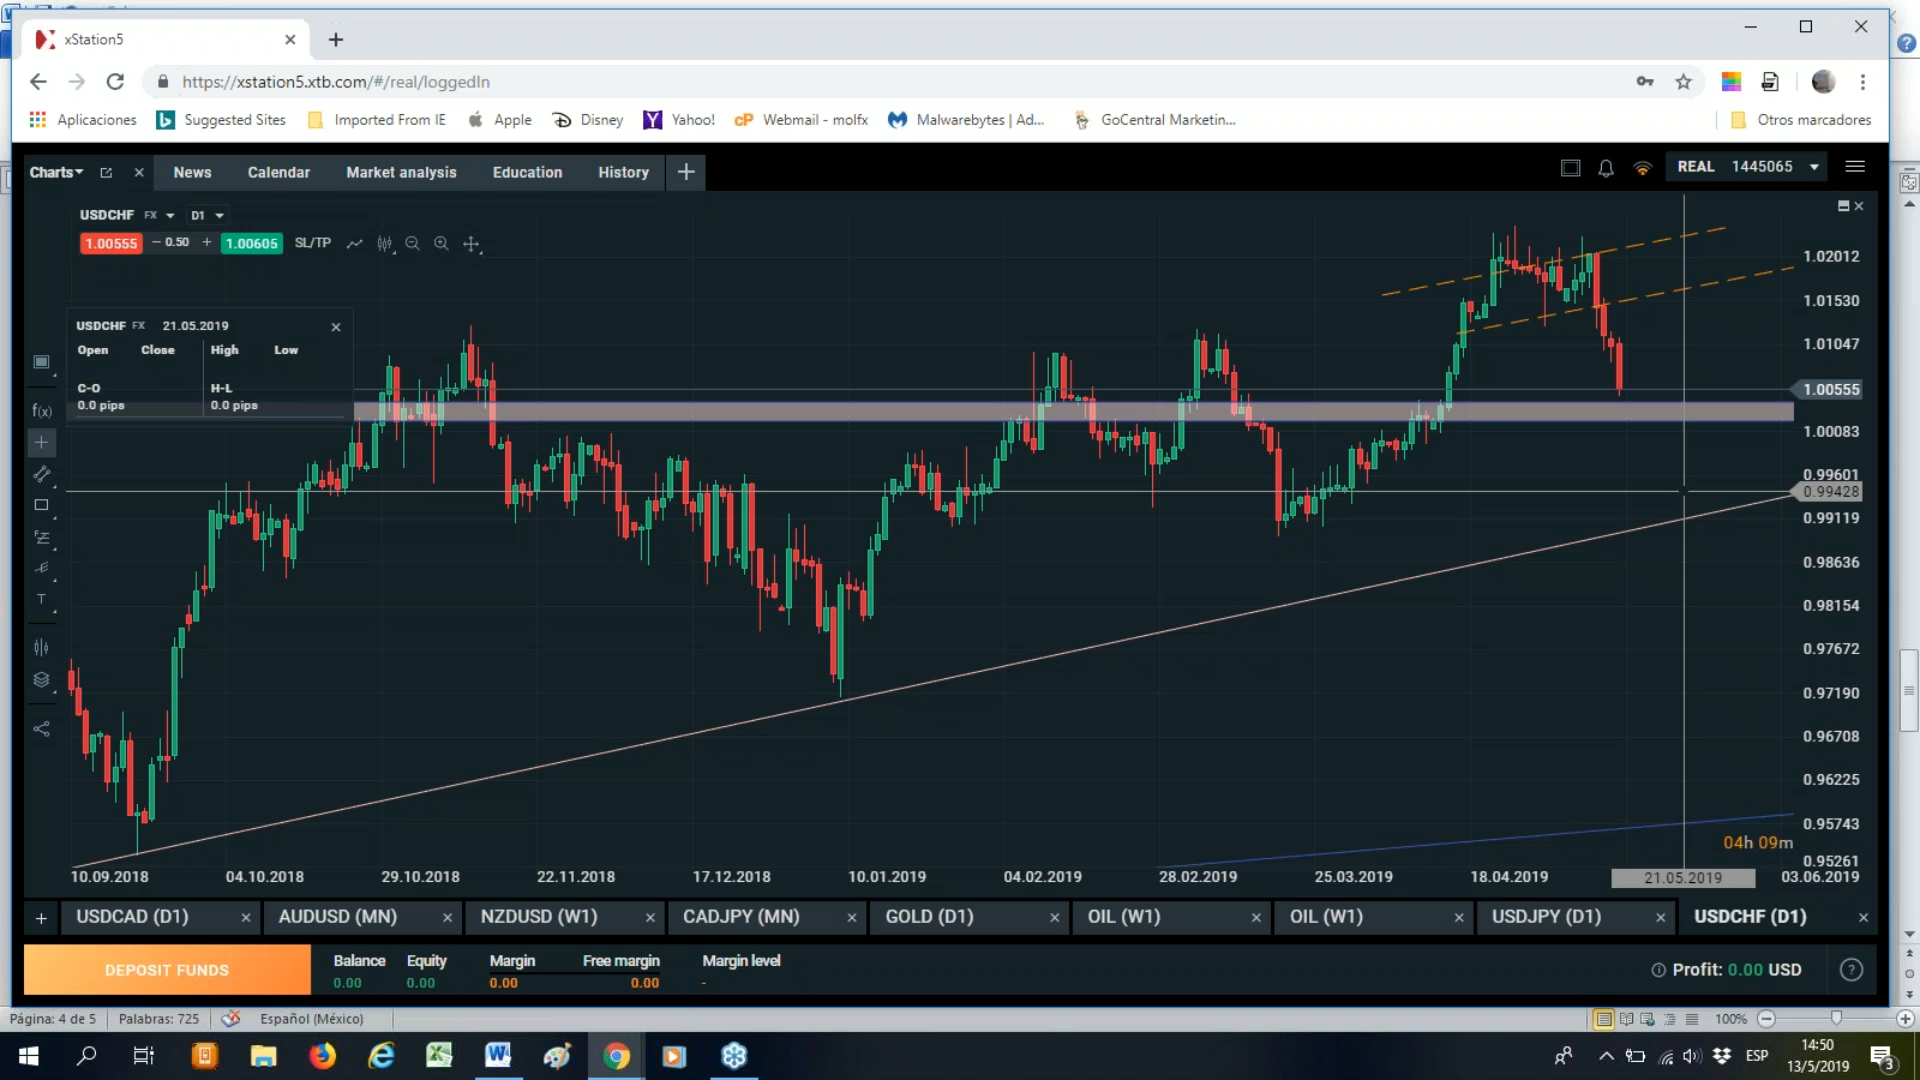 xStation5
https://xstation5.xtb.com/#/real/loggedIn
Aplicaciones Suggested Sites Imported From IE Apple Disney Yahoo! Webmail - molfx Malwarebytes | Ad... GoCentral Marketin... Otros marcadores
Charts News Calendar Market analysis Education History REAL 1445065
USDCHF FX D1
1.00555 − 0.50 + 1.00605 SL/TP
USDCHF FX 21.05.2019
Open Close High Low
C-O H-L
0.0 pips 0.0 pips
f(x)
T
1.02012
1.01530
1.01047
1.00555
1.00083
0.99601
0.99428
0.99119
0.98636
0.98154
0.97672
0.97190
0.96708
0.96225
0.95743
04h 09m
0.95261
10.09.2018 04.10.2018 29.10.2018 22.11.2018 17.12.2018 10.01.2019 04.02.2019 28.02.2019 25.03.2019 18.04.2019 21.05.2019 03.06.2019
+ USDCAD (D1) AUDUSD (MN) NZDUSD (W1) CADJPY (MN) GOLD (D1) OIL (W1) OIL (W1) USDJPY (D1) USDCHF (D1)
DEPOSIT FUNDS
Balance Equity Margin Free margin Margin level
0.00 0.00 0.00 0.00 -
Profit: 0.00 USD
Página: 4 de 5 Palabras: 725 Español (México) 100%
ESP
14:50
13/5/2019
3